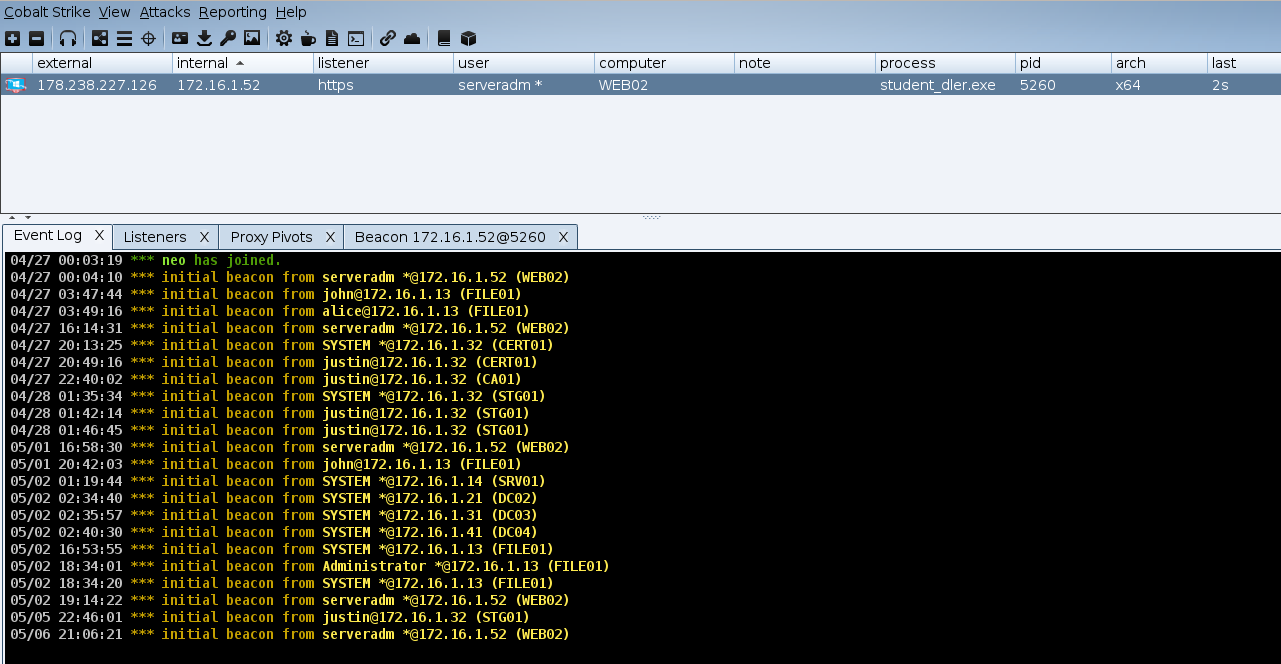 Cobalt Strike View Attacks Reporting Help
external internal listener user computer note process pid arch last
178.238.227.126 172.16.1.52 https serveradm * WEB02 student_dler.exe 5260 x64 2s
Event Log X Listeners X Proxy Pivots X Beacon 172.16.1.52@5260 X
04/27 00:03:19 *** neo has joined.
04/27 00:04:10 *** initial beacon from serveradm *@172.16.1.52 (WEB02)
04/27 03:47:44 *** initial beacon from john@172.16.1.13 (FILE01)
04/27 03:49:16 *** initial beacon from alice@172.16.1.13 (FILE01)
04/27 16:14:31 *** initial beacon from serveradm *@172.16.1.52 (WEB02)
04/27 20:13:25 *** initial beacon from SYSTEM *@172.16.1.32 (CERT01)
04/27 20:49:16 *** initial beacon from justin@172.16.1.32 (CERT01)
04/27 22:40:02 *** initial beacon from justin@172.16.1.32 (CA01)
04/28 01:35:34 *** initial beacon from SYSTEM *@172.16.1.32 (STG01)
04/28 01:42:14 *** initial beacon from justin@172.16.1.32 (STG01)
04/28 01:46:45 *** initial beacon from justin@172.16.1.32 (STG01)
05/01 16:58:30 *** initial beacon from serveradm *@172.16.1.52 (WEB02)
05/01 20:42:03 *** initial beacon from john@172.16.1.13 (FILE01)
05/02 01:19:44 *** initial beacon from SYSTEM *@172.16.1.14 (SRV01)
05/02 02:34:40 *** initial beacon from SYSTEM *@172.16.1.21 (DC02)
05/02 02:35:57 *** initial beacon from SYSTEM *@172.16.1.31 (DC03)
05/02 02:40:30 *** initial beacon from SYSTEM *@172.16.1.41 (DC04)
05/02 16:53:55 *** initial beacon from SYSTEM *@172.16.1.13 (FILE01)
05/02 18:34:01 *** initial beacon from Administrator *@172.16.1.13 (FILE01)
05/02 18:34:20 *** initial beacon from SYSTEM *@172.16.1.13 (FILE01)
05/02 19:14:22 *** initial beacon from serveradm *@172.16.1.52 (WEB02)
05/05 22:46:01 *** initial beacon from justin@172.16.1.32 (STG01)
05/06 21:06:21 *** initial beacon from serveradm *@172.16.1.52 (WEB02)